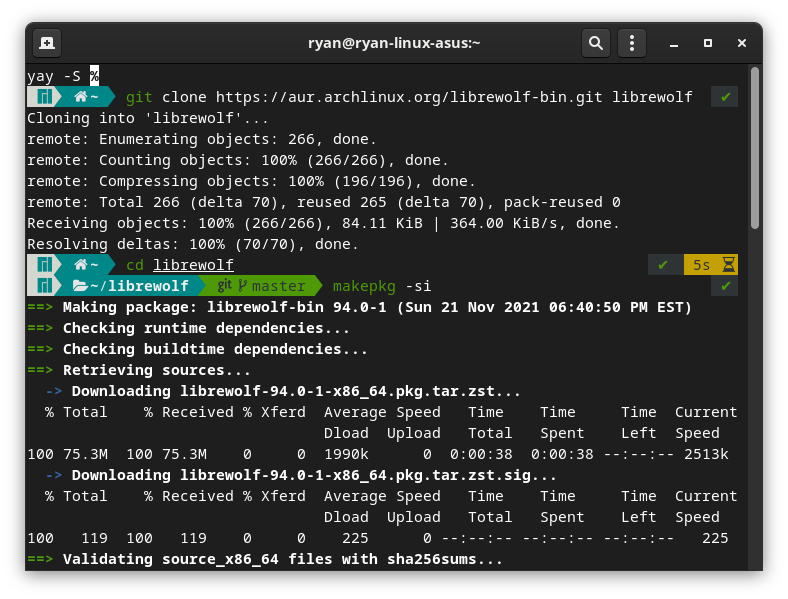 ryan@ryan-linux-asus:~
yay -S %
~ git clone https://aur.archlinux.org/librewolf-bin.git librewolf ✔
Cloning into 'librewolf'...
remote: Enumerating objects: 266, done.
remote: Counting objects: 100% (266/266), done.
remote: Compressing objects: 100% (196/196), done.
remote: Total 266 (delta 70), reused 265 (delta 70), pack-reused 0
Receiving objects: 100% (266/266), 84.11 KiB | 364.00 KiB/s, done.
Resolving deltas: 100% (70/70), done.
~ cd librewolf ✔ 5s
~/librewolf git master makepkg -si ✔
==> Making package: librewolf-bin 94.0-1 (Sun 21 Nov 2021 06:40:50 PM EST)
==> Checking runtime dependencies...
==> Checking buildtime dependencies...
==> Retrieving sources...
  -> Downloading librewolf-94.0-1-x86_64.pkg.tar.zst...
  % Total    % Received % Xferd  Average Speed   Time    Time     Time  Current
                                 Dload  Upload   Total   Spent    Left  Speed
100 75.3M  100 75.3M    0     0  1990k      0  0:00:38  0:00:38 --:--:-- 2513k
  -> Downloading librewolf-94.0-1-x86_64.pkg.tar.zst.sig...
  % Total    % Received % Xferd  Average Speed   Time    Time     Time  Current
                                 Dload  Upload   Total   Spent    Left  Speed
100   119  100   119    0     0    225      0 --:--:-- --:--:-- --:--:--   225
==> Validating source_x86_64 files with sha256sums...